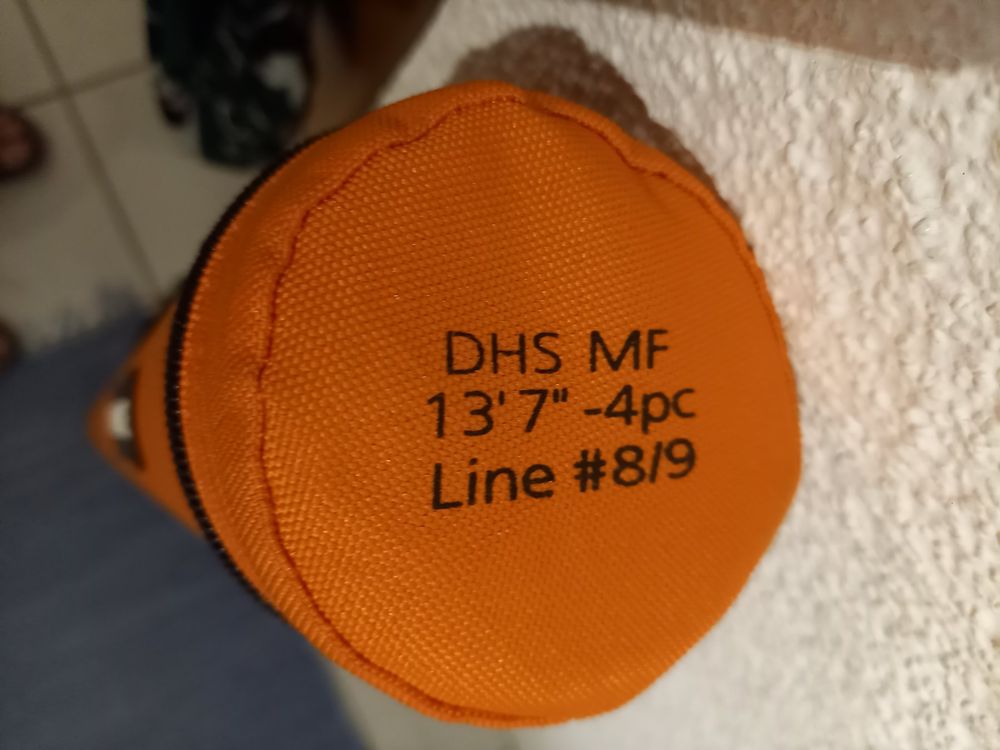 DHS MF
13'7" -4pc
Line #8/9